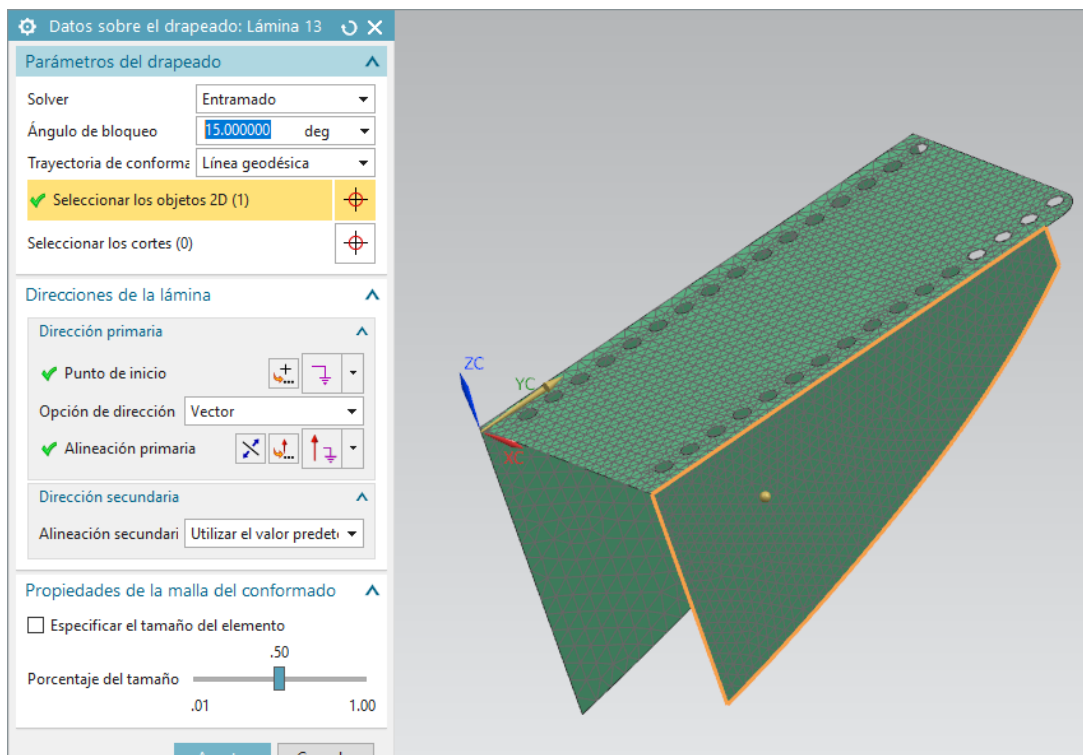 Datos sobre el drapeado: Lámina 13
Parámetros del drapeado
Solver Entramado
Ángulo de bloqueo 15.000000 deg
Trayectoria de conforma Línea geodésica
Seleccionar los objetos 2D (1)
Seleccionar los cortes (0)
Direcciones de la lámina
Dirección primaria
Punto de inicio
Opción de dirección Vector
Alineación primaria
Dirección secundaria
Alineación secundari Utilizar el valor predet
Propiedades de la malla del conformado
Especificar el tamaño del elemento
.50
Porcentaje del tamaño
.01 1.00
ZC
YC
XC